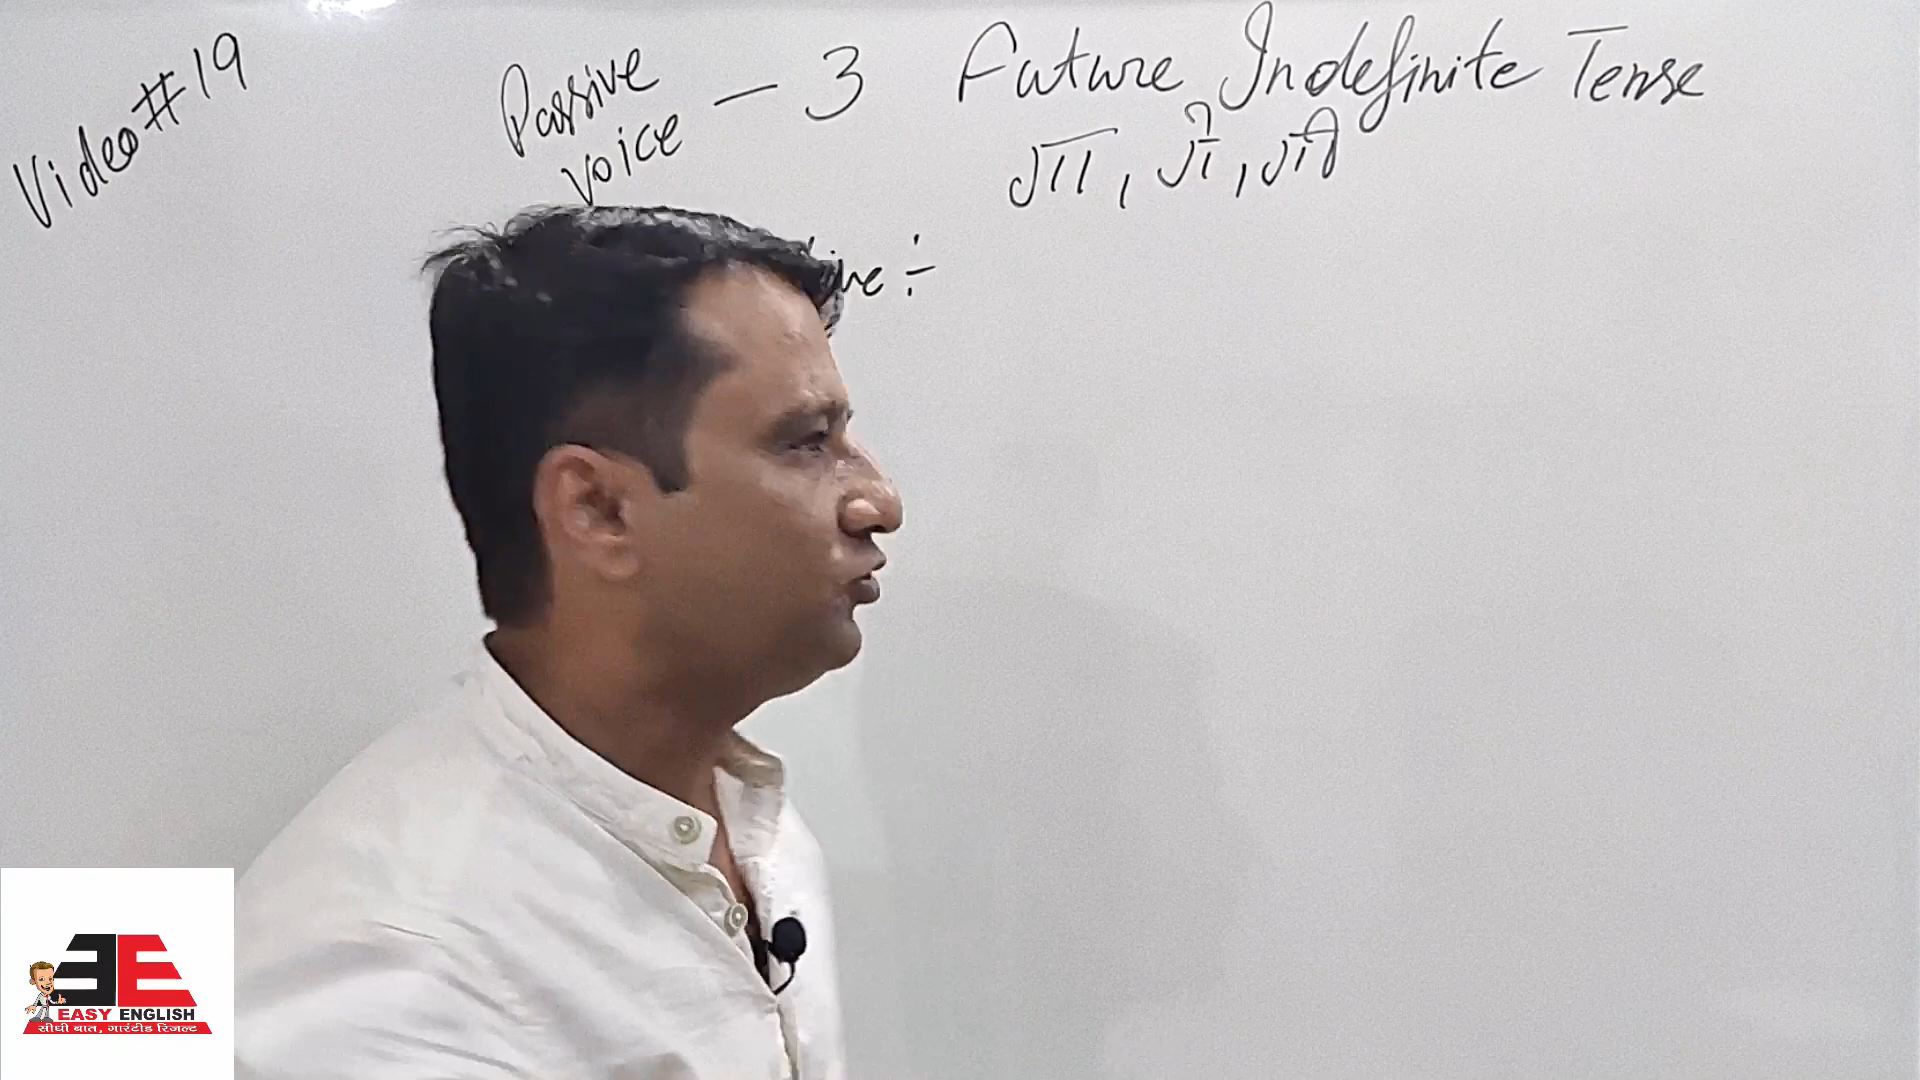 Video#19
Passive voice - 3 Future Indefinite Tense
गा, गे, गी
EASY ENGLISH
सीधी बात, गारंटीड रिजल्ट